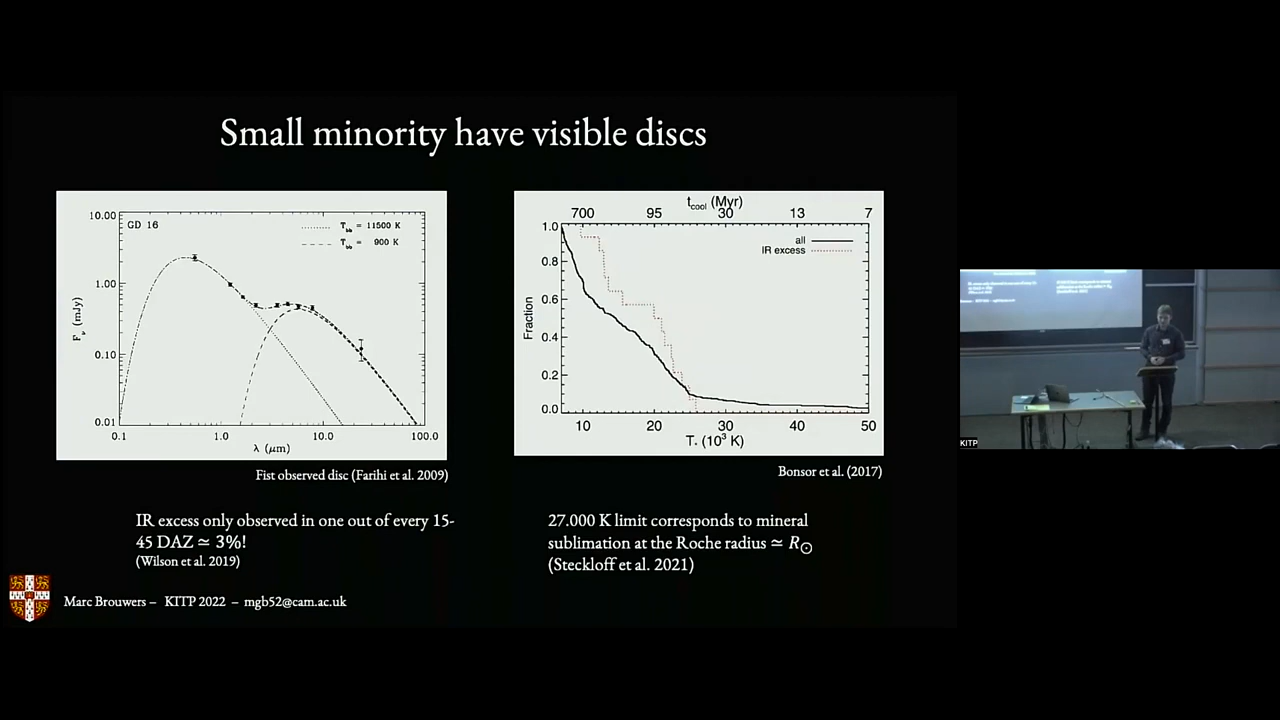 Small minority have visible discs
GD 16
T_bb = 11500 K
T_bb = 900 K
10.00
1.00
0.10
0.01
F_ν (mJy)
0.1
1.0
10.0
100.0
λ (μm)
Fist observed disc (Farihi et al. 2009)
t_cool (Myr)
700
95
30
13
7
all
IR excess
1.0
0.8
0.6
0.4
0.2
0.0
Fraction
10
20
30
40
50
T* (10³ K)
Bonsor et al. (2017)
IR excess only observed in one out of every 15-
45 DAZ ≃ 3%!
(Wilson et al. 2019)
27.000 K limit corresponds to mineral
sublimation at the Roche radius ≃ R☉
(Steckloff et al. 2021)
Marc Brouwers – KITP 2022 – mgb52@cam.ac.uk
KITP